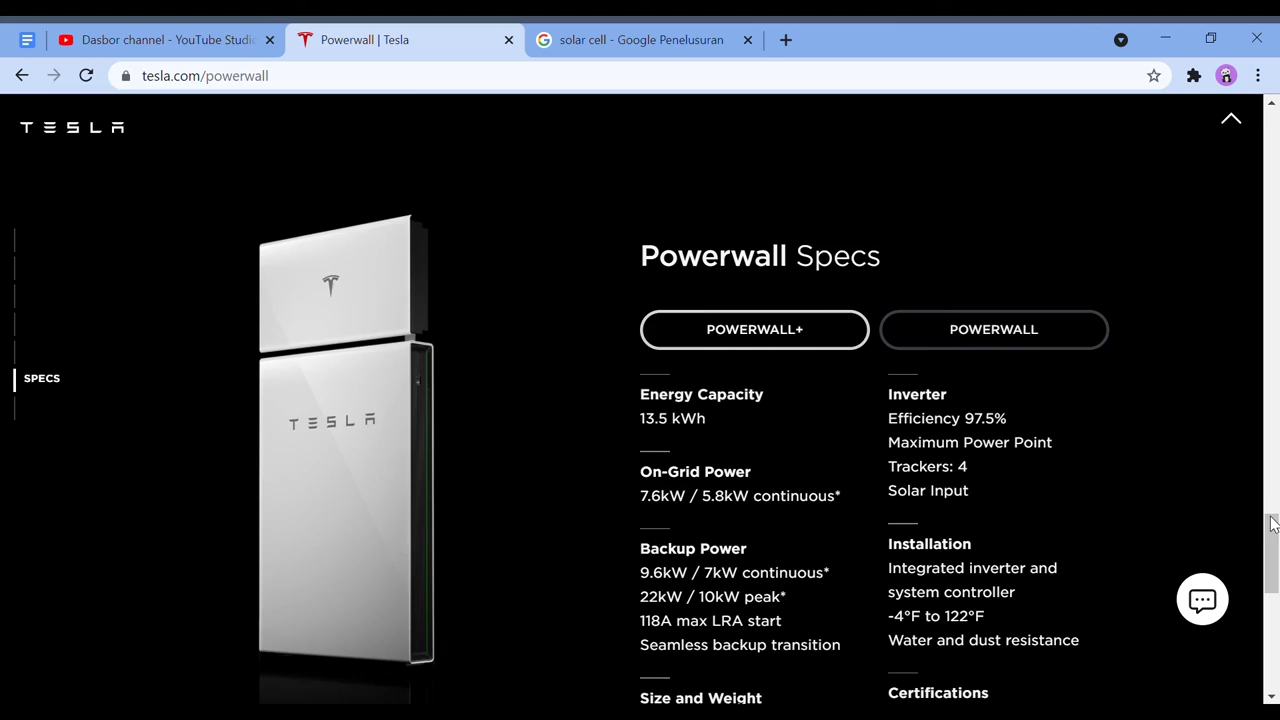 Dasbor channel - YouTube Studio
Powerwall | Tesla
solar cell - Google Penelusuran
tesla.com/powerwall
TESLA
SPECS
TESLA
Powerwall Specs
POWERWALL+
POWERWALL
Energy Capacity
13.5 kWh
On-Grid Power
7.6kW / 5.8kW continuous*
Backup Power
9.6kW / 7kW continuous*
22kW / 10kW peak*
118A max LRA start
Seamless backup transition
Size and Weight
Inverter
Efficiency 97.5%
Maximum Power Point
Trackers: 4
Solar Input
Installation
Integrated inverter and
system controller
-4°F to 122°F
Water and dust resistance
Certifications